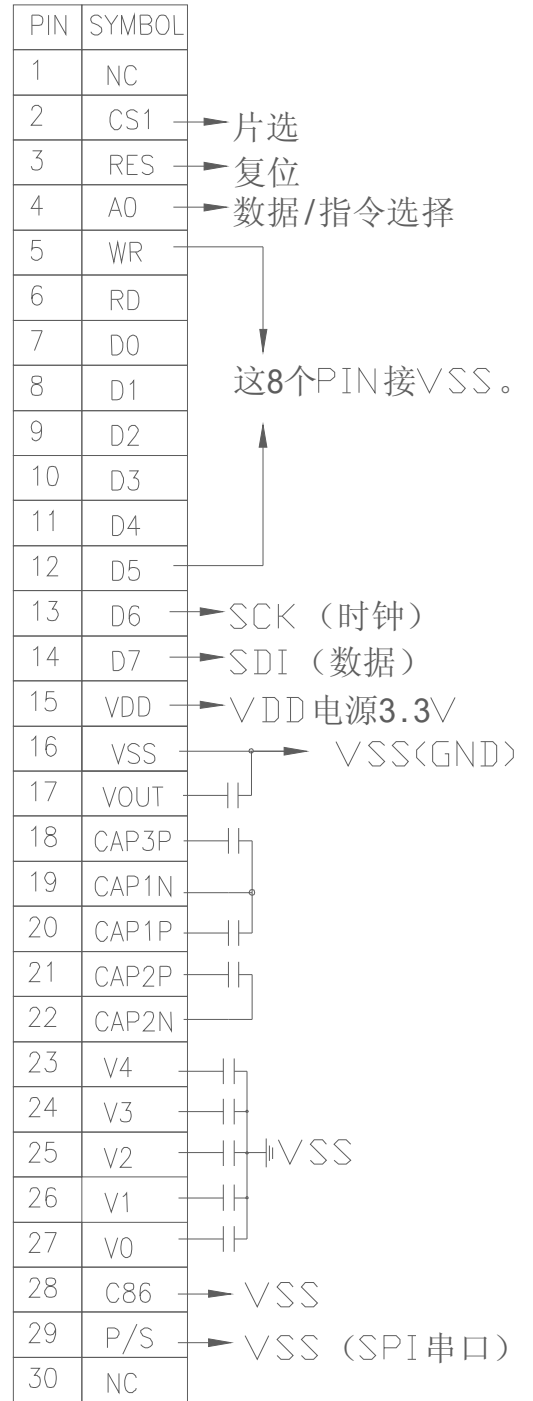 PIN SYMBOL
1 NC
2 CS1 片选
3 RES 复位
4 A0 数据/指令选择
5 WR
6 RD
7 D0
8 D1 这8个PIN接VSS。
9 D2
10 D3
11 D4
12 D5
13 D6 SCK（时钟）
14 D7 SDI（数据）
15 VDD VDD电源3.3V
16 VSS VSS(GND)
17 VOUT
18 CAP3P
19 CAP1N
20 CAP1P
21 CAP2P
22 CAP2N
23 V4
24 V3
25 V2 VSS
26 V1
27 V0
28 C86 VSS
29 P/S VSS（SPI串口）
30 NC